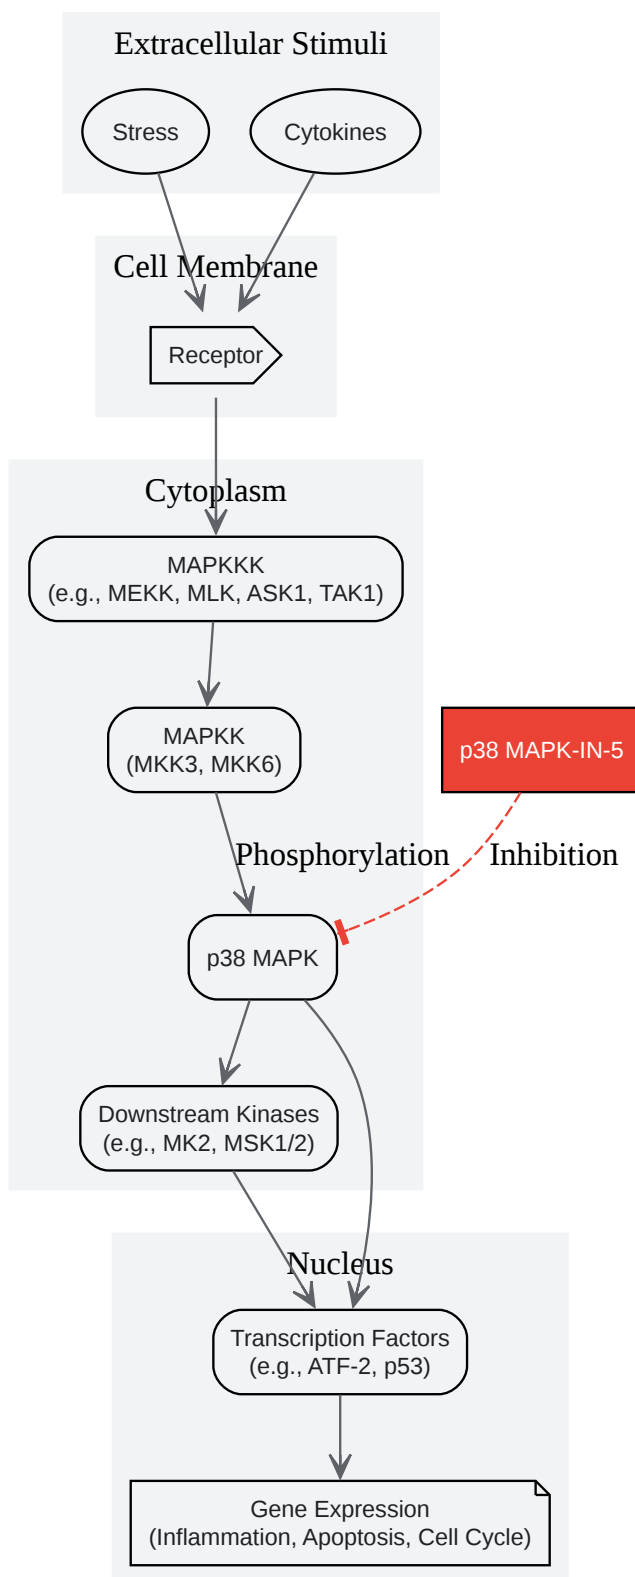 Extracellular Stimuli
Stress
Cytokines
Cell Membrane
Receptor
Cytoplasm
MAPKKK
(e.g., MEKK, MLK, ASK1, TAK1)
MAPKK
(MKK3, MKK6)
p38 MAPK-IN-5
Phosphorylation
Inhibition
p38 MAPK
Downstream Kinases
(e.g., MK2, MSK1/2)
Nucleus
Transcription Factors
(e.g., ATF-2, p53)
Gene Expression
(Inflammation, Apoptosis, Cell Cycle)